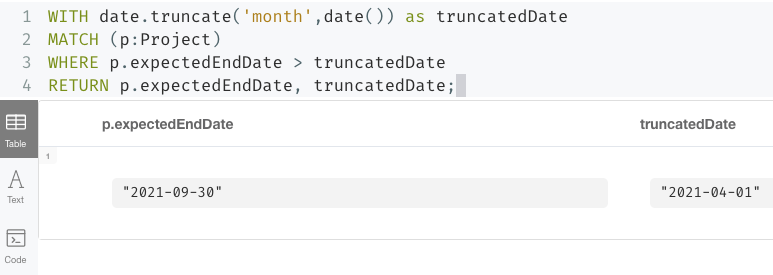 1 WITH date.truncate('month',date()) as truncatedDate
2 MATCH (p:Project)
3 WHERE p.expectedEndDate > truncatedDate
4 RETURN p.expectedEndDate, truncatedDate;
p.expectedEndDate truncatedDate
Table
1
"2021-09-30" "2021-04-01"
A
Text
>_
Code